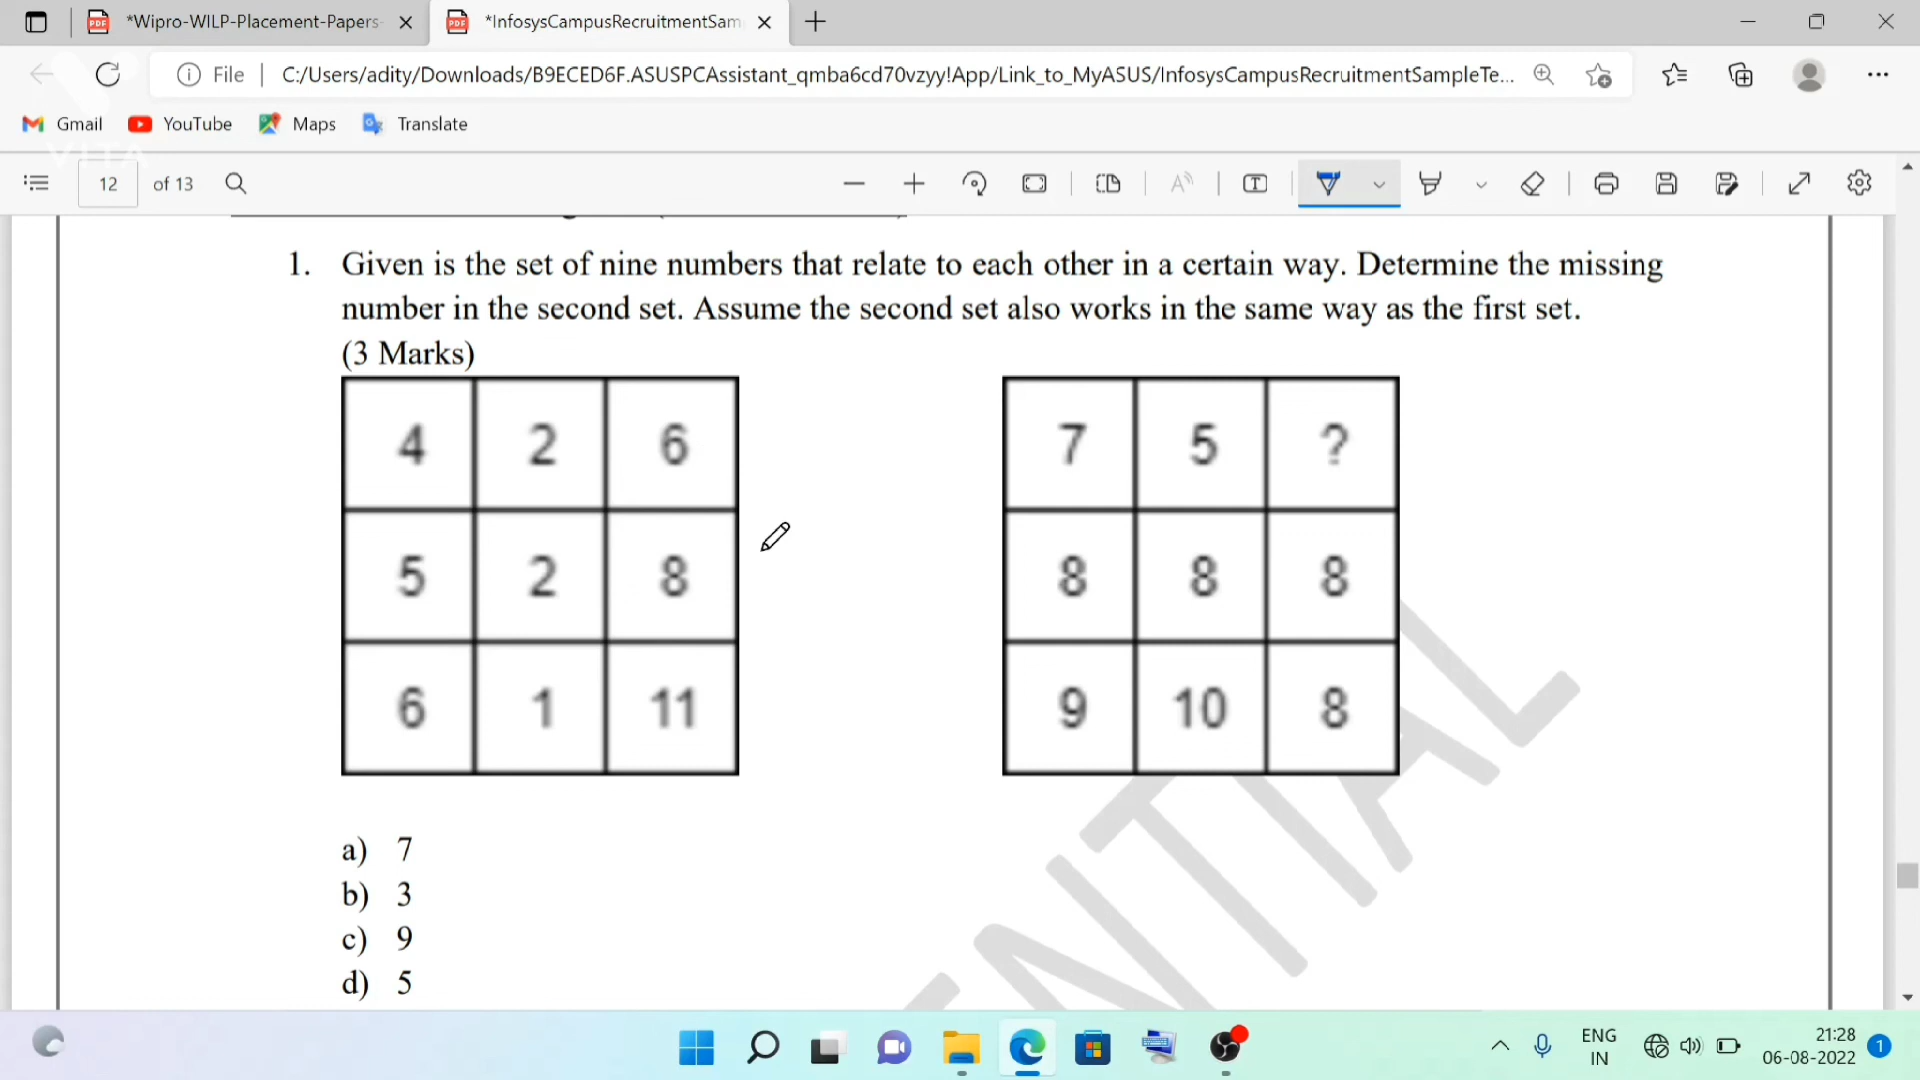 *Wipro-WILP-Placement-Papers-
*InfosysCampusRecruitmentSam
File
C:/Users/adity/Downloads/B9ECED6F.ASUSPCAssistant_qmba6cd70vzyy!App/Link_to_MyASUS/InfosysCampusRecruitmentSampleTe...
Gmail YouTube Maps Translate
VITA
12 of 13
1. Given is the set of nine numbers that relate to each other in a certain way. Determine the missing
number in the second set. Assume the second set also works in the same way as the first set.
(3 Marks)
4 2 6
5 2 8
6 1 11
7 5 ?
8 8 8
9 10 8
a) 7
b) 3
c) 9
d) 5
ENTIAL
ENG
IN
21:28
06-08-2022
1